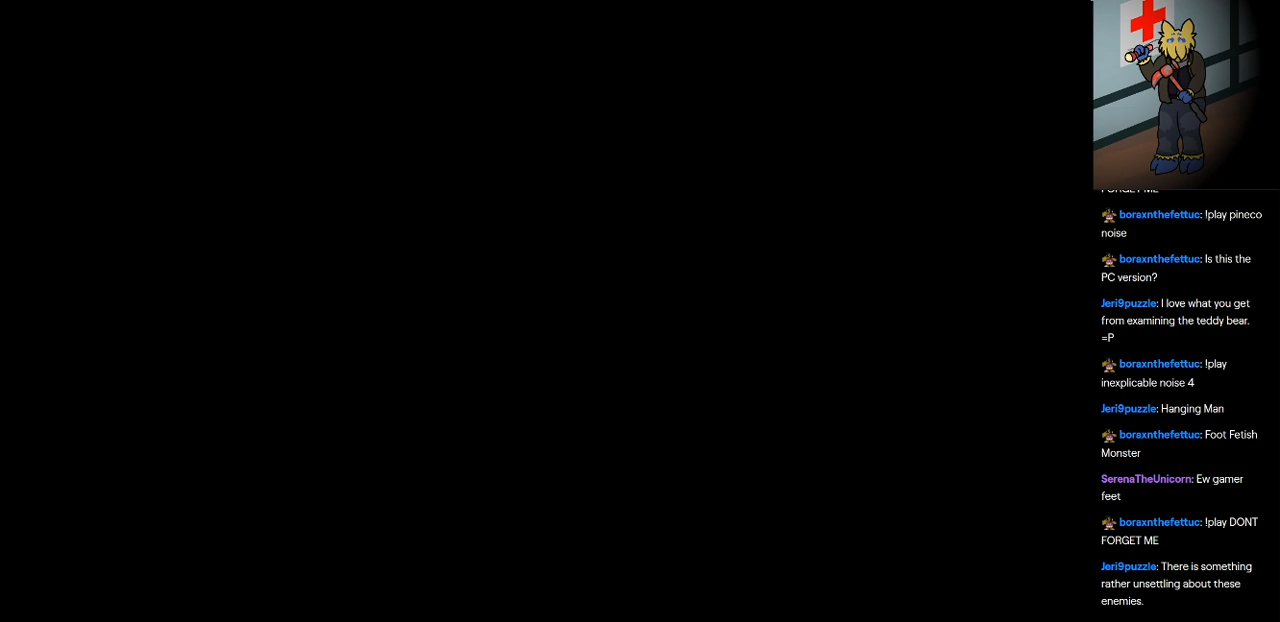 FORGET ME
boraxnthefettuc: !play pineco
noise
boraxnthefettuc: Is this the
PC version?
Jeri9puzzle: I love what you get
from examining the teddy bear.
=P
boraxnthefettuc: !play
inexplicable noise 4
Jeri9puzzle: Hanging Man
boraxnthefettuc: Foot Fetish
Monster
SerenaTheUnicorn: Ew gamer
feet
boraxnthefettuc: !play DONT
FORGET ME
Jeri9puzzle: There is something
rather unsettling about these
enemies.